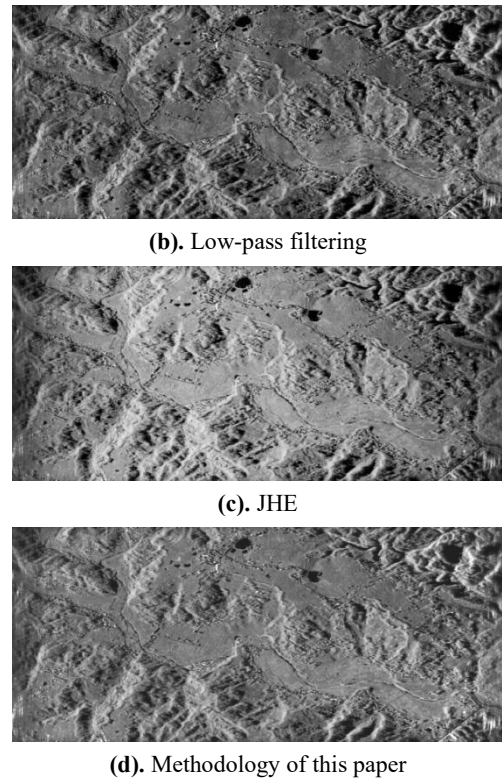 (b). Low-pass filtering
(c). JHE
(d). Methodology of this paper